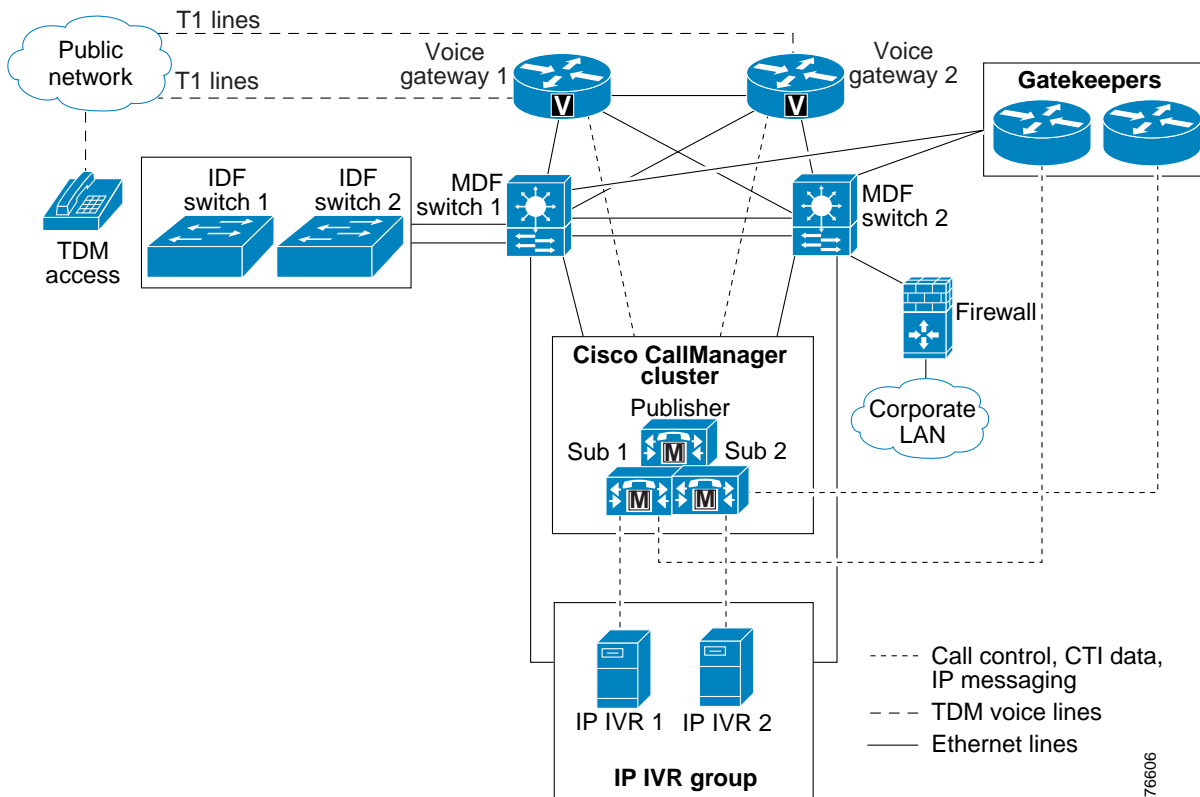 T1 lines
Public
network
T1 lines
Voice
gateway 1
V
Voice
gateway 2
V
Gatekeepers
IDF
switch 1
IDF
switch 2
MDF
switch 1
MDF
switch 2
TDM
access
Firewall
Corporate
LAN
Cisco CallManager
cluster
Publisher
M
Sub 1
Sub 2
M
M
IP IVR 1
IP IVR 2
IP IVR group
Call control, CTI data,
IP messaging
TDM voice lines
Ethernet lines
76606